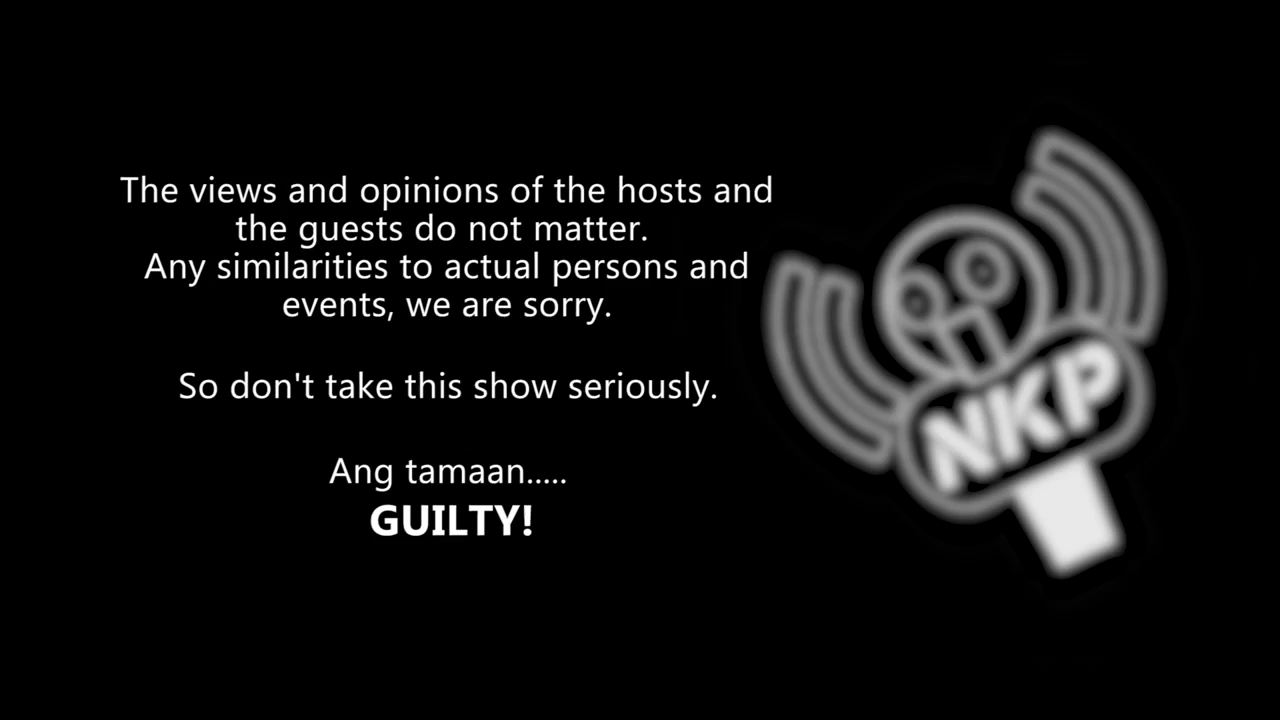 The views and opinions of the hosts and
the guests do not matter.
Any similarities to actual persons and
events, we are sorry.
So don't take this show seriously.
Ang tamaan.....
GUILTY!
NKP